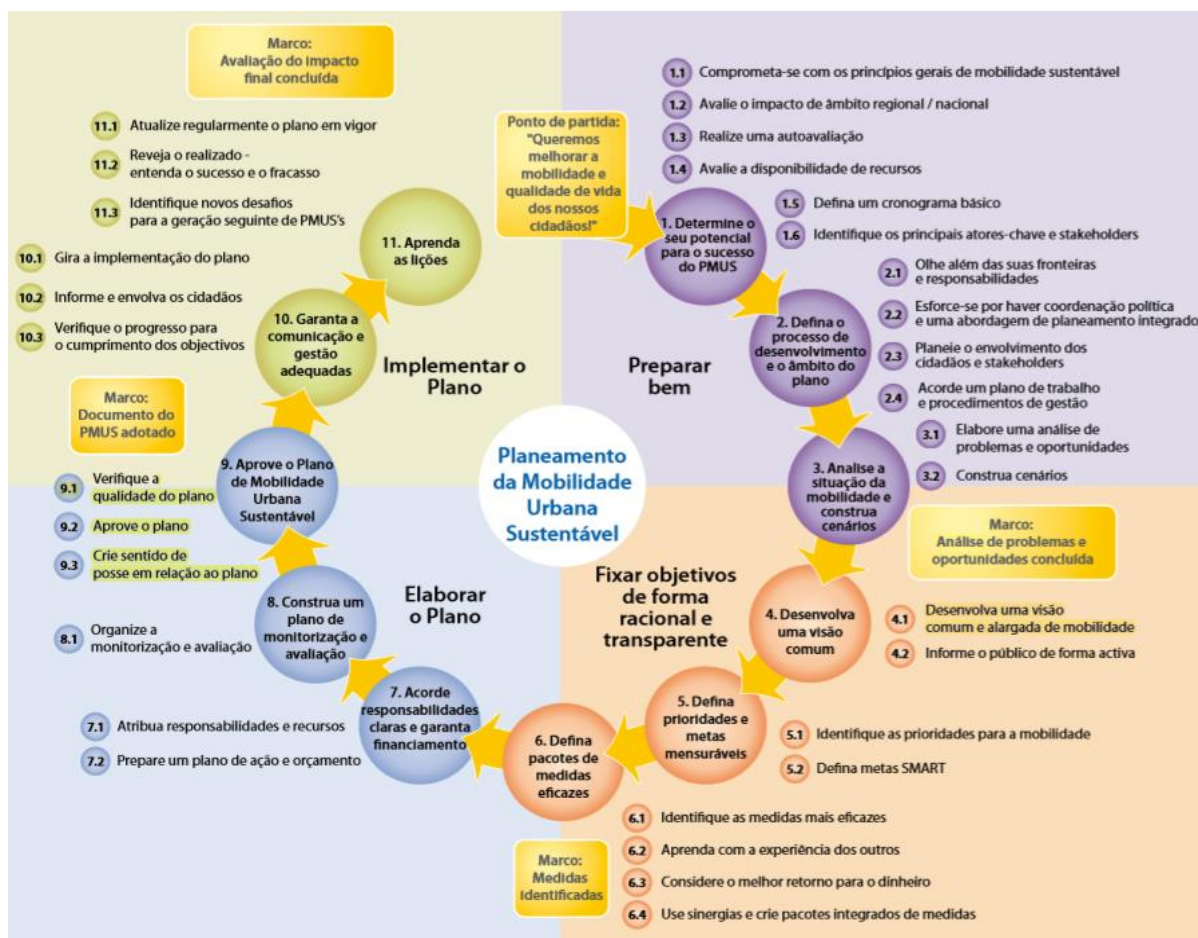 Planeamento
da Mobilidade
Urbana
Sustentável
Ponto de partida:
"Queremos
melhorar a
mobilidade e
qualidade de vida
dos nossos
cidadãos!"
Preparar
bem
1. Determine o
seu potencial
para o sucesso
do PMUS
1.1 Comprometa-se com os princípios gerais de mobilidade sustentável
1.2 Avalie o impacto de âmbito regional / nacional
1.3 Realize uma autoavaliação
1.4 Avalie a disponibilidade de recursos
1.5 Defina um cronograma básico
1.6 Identifique os principais atores-chave e stakeholders
2. Defina o
processo de
desenvolvimento
e o âmbito do
plano
2.1 Olhe além das suas fronteiras
e responsabilidades
2.2 Esforce-se por haver coordenação política
e uma abordagem de planeamento integrado
2.3 Planeie o envolvimento dos
cidadãos e stakeholders
2.4 Acorde um plano de trabalho
e procedimentos de gestão
3. Analise a
situação da
mobilidade e
construa
cenários
3.1 Elabore uma análise de
problemas e oportunidades
3.2 Construa cenários
Marco:
Análise de problemas e
oportunidades concluída
Fixar objetivos
de forma
racional e
transparente
4. Desenvolva
uma visão
comum
4.1 Desenvolva uma visão
comum e alargada de mobilidade
4.2 Informe o público de forma activa
5. Defina
prioridades e
metas
mensuráveis
5.1 Identifique as prioridades para a mobilidade
5.2 Defina metas SMART
6. Defina
pacotes de
medidas
eficazes
6.1 Identifique as medidas mais eficazes
6.2 Aprenda com a experiência dos outros
6.3 Considere o melhor retorno para o dinheiro
6.4 Use sinergias e crie pacotes integrados de medidas
Marco:
Medidas
identificadas
Elaborar
o Plano
7. Acorde
responsabilidades
claras e garanta
financiamento
7.1 Atribua responsabilidades e recursos
7.2 Prepare um plano de ação e orçamento
8. Construa um
plano de
monitorização e
avaliação
8.1 Organize a
monitorização e avaliação
9. Aprove o Plano
de Mobilidade
Urbana
Sustentável
9.1 Verifique a
qualidade do plano
9.2 Aprove o plano
9.3 Crie sentido de
posse em relação ao plano
Marco:
Documento do
PMUS adotado
Implementar o
Plano
10. Garanta a
comunicação e
gestão
adequadas
10.1 Gira a implementação do plano
10.2 Informe e envolva os cidadãos
10.3 Verifique o progresso para
o cumprimento dos objectivos
11. Aprenda
as lições
11.1 Atualize regularmente o plano em vigor
11.2 Reveja o realizado -
entenda o sucesso e o fracasso
11.3 Identifique novos desafios
para a geração seguinte de PMUS's
Marco:
Avaliação do impacto
final concluída